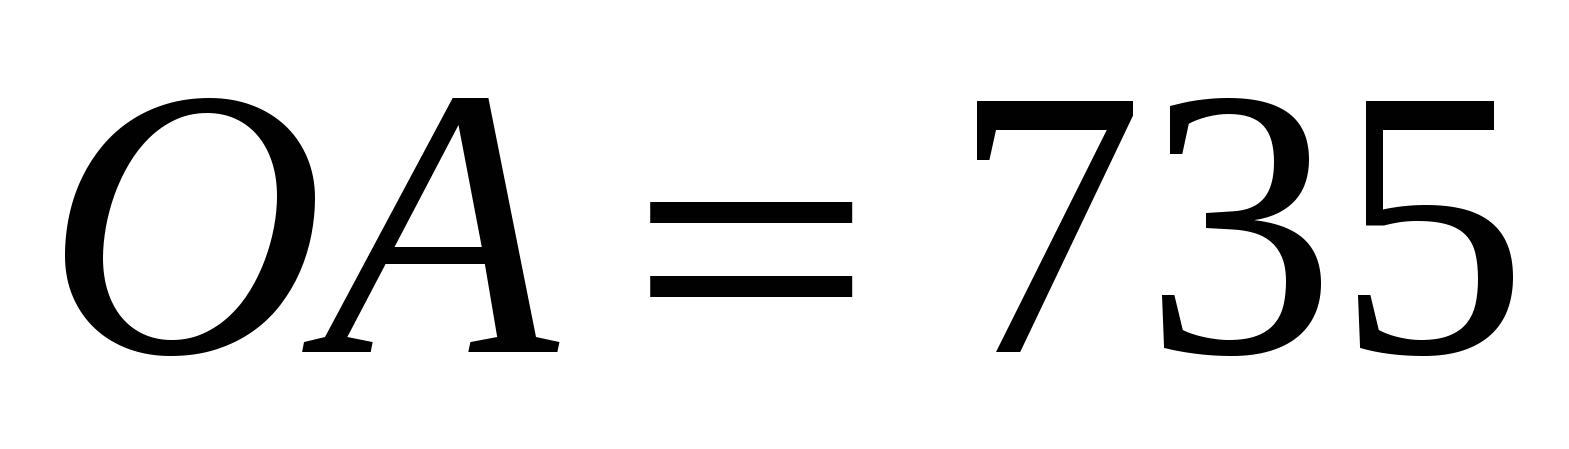 OA = 735